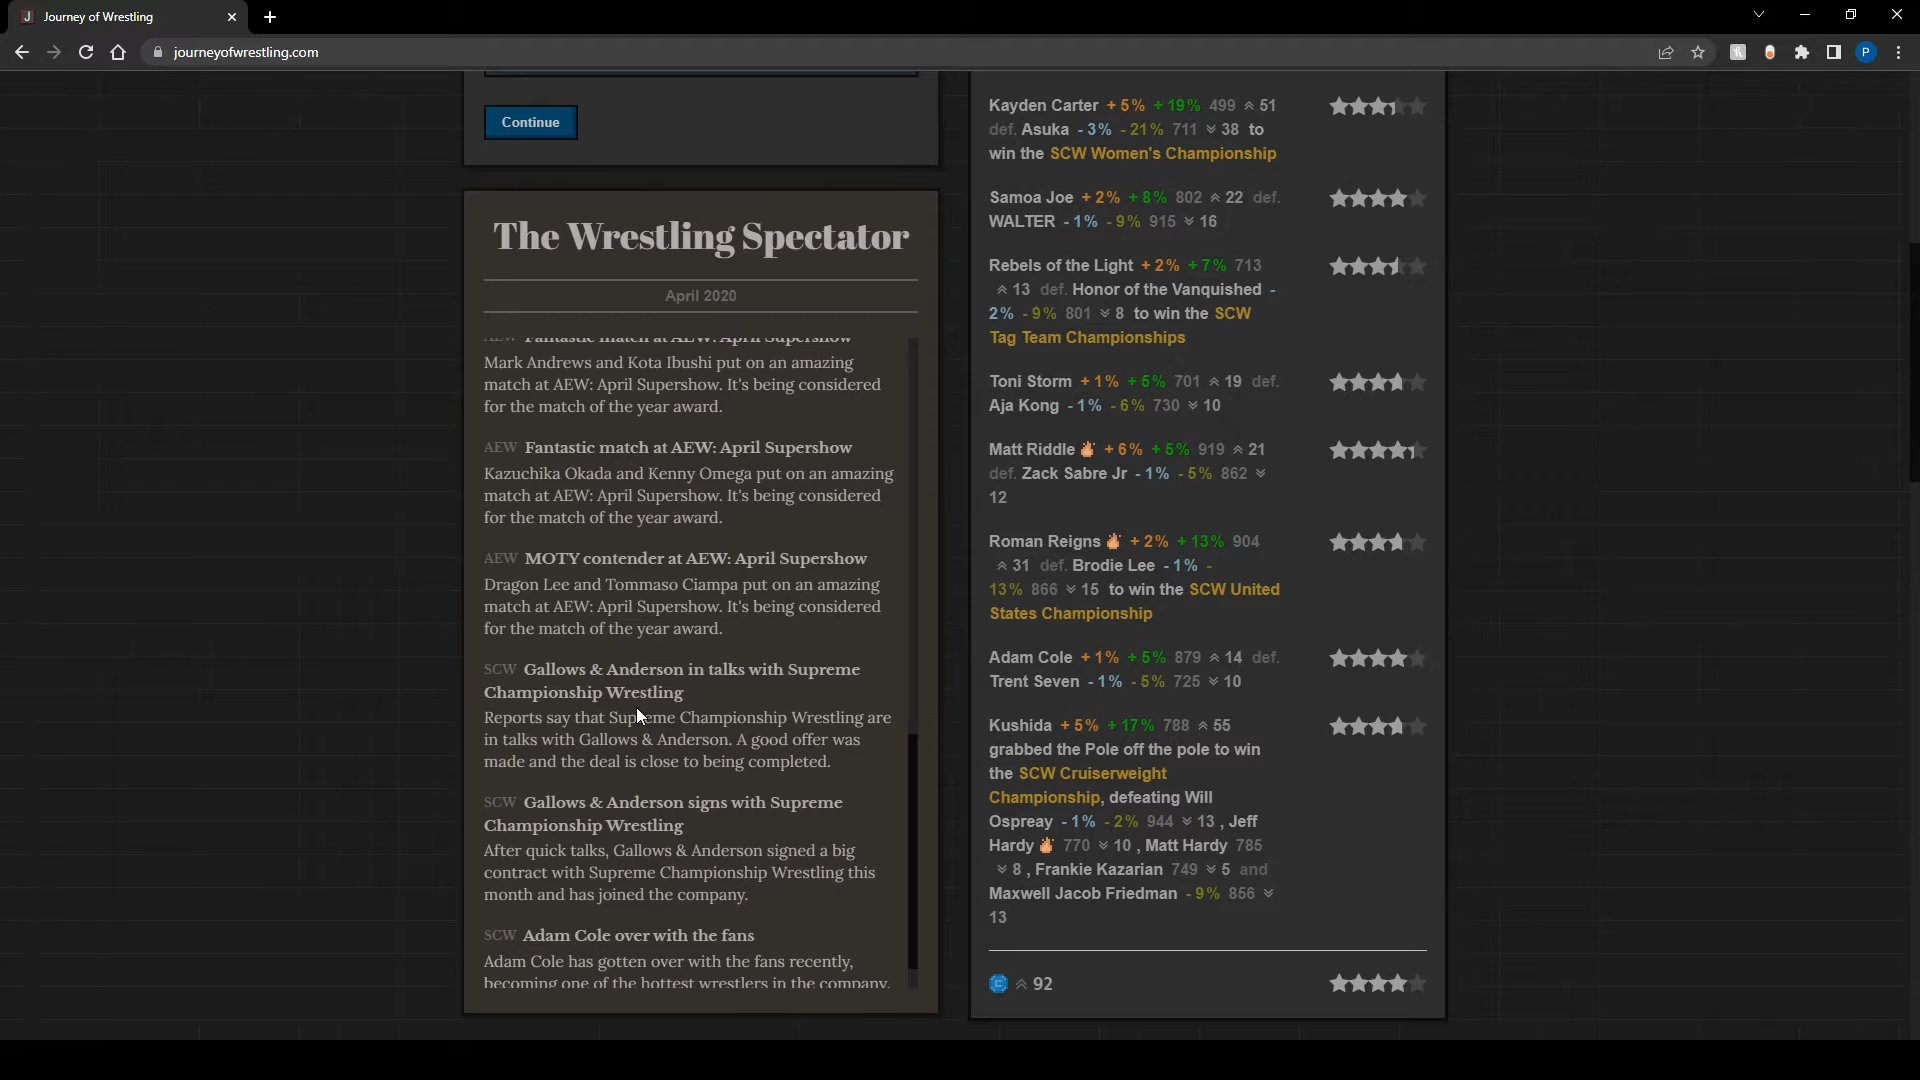 Journey of Wrestling
journeyofwrestling.com
P
Continue
The Wrestling Spectator
April 2020
AEW Fantastic match at AEW: April Supershow
Mark Andrews and Kota Ibushi put on an amazing
match at AEW: April Supershow. It's being considered
for the match of the year award.
AEW Fantastic match at AEW: April Supershow
Kazuchika Okada and Kenny Omega put on an amazing
match at AEW: April Supershow. It's being considered
for the match of the year award.
AEW MOTY contender at AEW: April Supershow
Dragon Lee and Tommaso Ciampa put on an amazing
match at AEW: April Supershow. It's being considered
for the match of the year award.
SCW Gallows & Anderson in talks with Supreme
Championship Wrestling
Reports say that Supreme Championship Wrestling are
in talks with Gallows & Anderson. A good offer was
made and the deal is close to being completed.
SCW Gallows & Anderson signs with Supreme
Championship Wrestling
After quick talks, Gallows & Anderson signed a big
contract with Supreme Championship Wrestling this
month and has joined the company.
SCW Adam Cole over with the fans
Adam Cole has gotten over with the fans recently,
becoming one of the hottest wrestlers in the company.
Kayden Carter + 5% + 19% 499 51
def. Asuka - 3% - 21% 711 38 to
win the SCW Women's Championship
Samoa Joe + 2% + 8% 802 22 def.
WALTER - 1% - 9% 915 16
Rebels of the Light + 2% + 7% 713
13 def. Honor of the Vanquished -
2% - 9% 801 8 to win the SCW
Tag Team Championships
Toni Storm + 1% + 5% 701 19 def.
Aja Kong - 1% - 6% 730 10
Matt Riddle + 6% + 5% 919 21
def. Zack Sabre Jr - 1% - 5% 862
12
Roman Reigns + 2% + 13% 904
31 def. Brodie Lee - 1% -
13% 866 15 to win the SCW United
States Championship
Adam Cole + 1% + 5% 879 14 def.
Trent Seven - 1% - 5% 725 10
Kushida + 5% + 17% 788 55
grabbed the Pole off the pole to win
the SCW Cruiserweight
Championship, defeating Will
Ospreay - 1% - 2% 944 13 , Jeff
Hardy 770 10 , Matt Hardy 785
8 , Frankie Kazarian 749 5 and
Maxwell Jacob Friedman - 9% 856
13
92